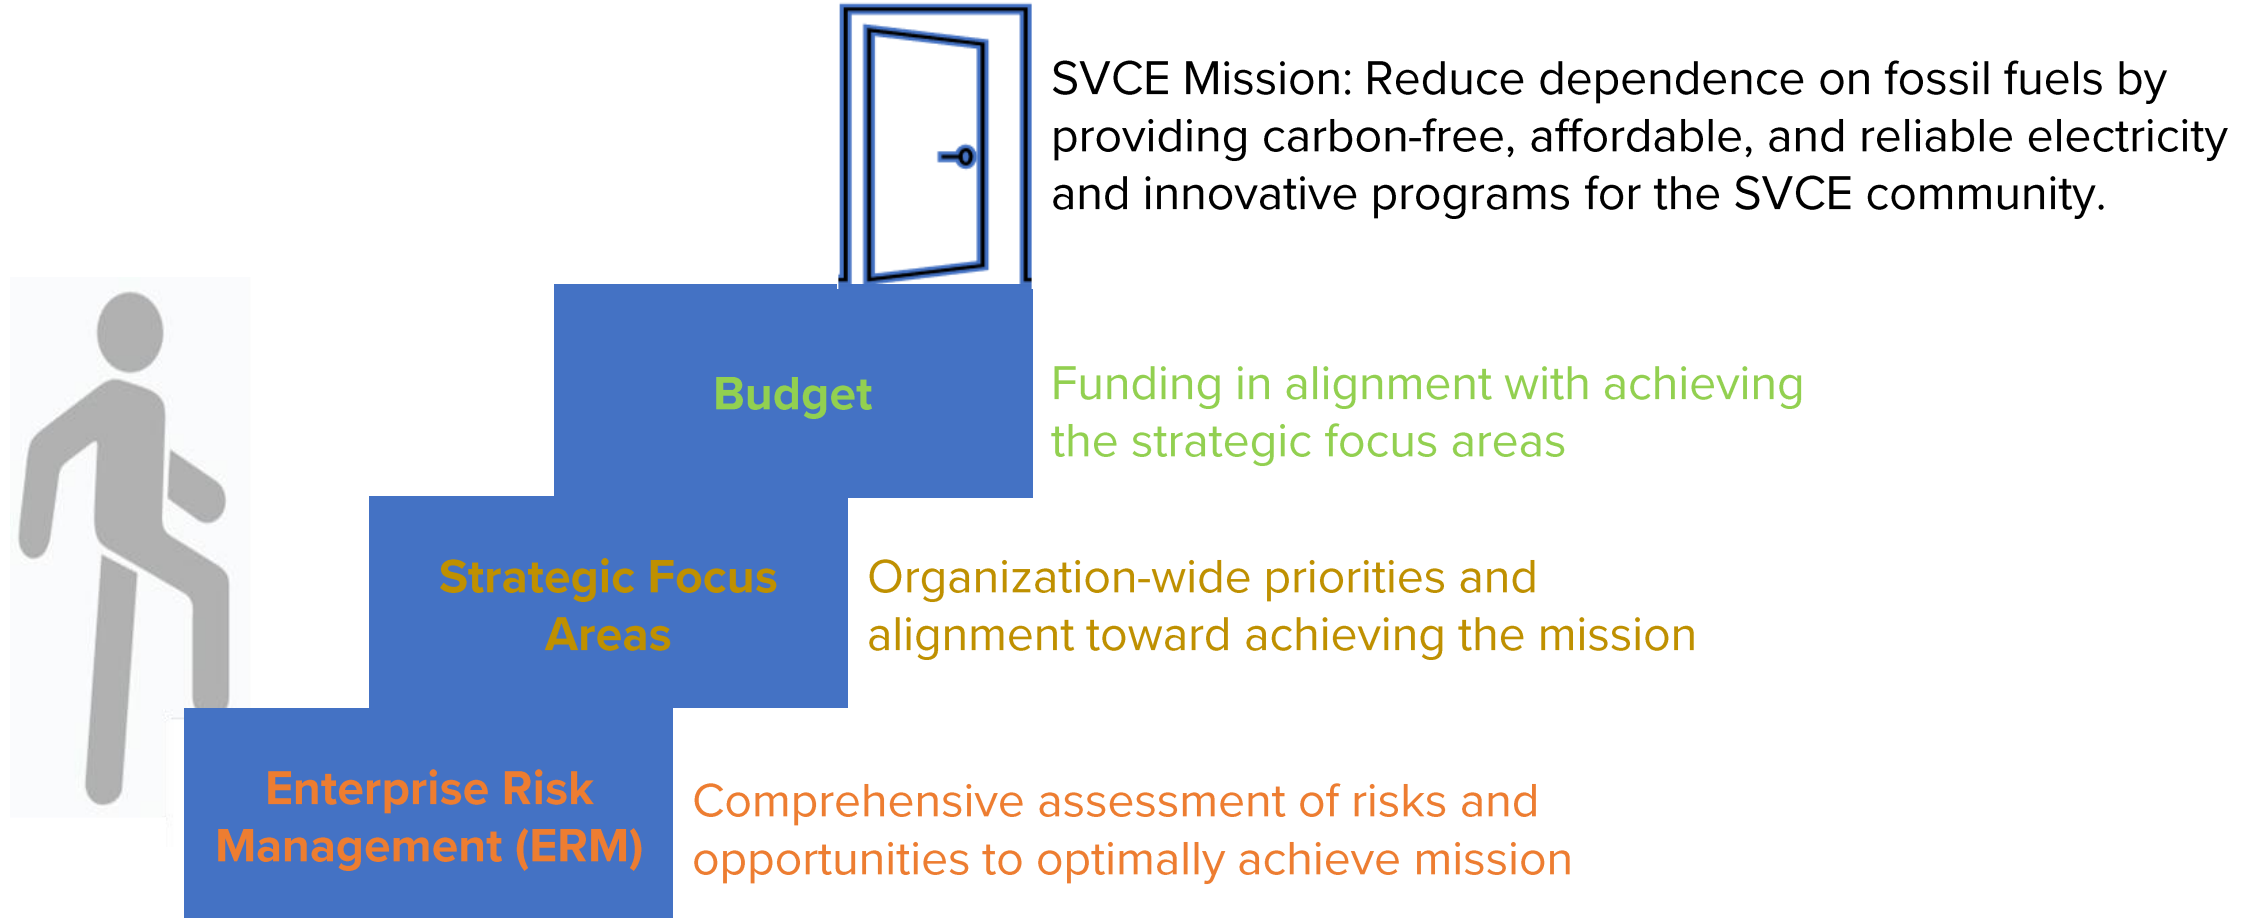 SVCE Mission: Reduce dependence on fossil fuels by
providing carbon-free, affordable, and reliable electricity
and innovative programs for the SVCE community.
Budget
Funding in alignment with achieving
the strategic focus areas
Strategic Focus
Areas
Organization-wide priorities and
alignment toward achieving the mission
Enterprise Risk
Management (ERM)
Comprehensive assessment of risks and
opportunities to optimally achieve mission